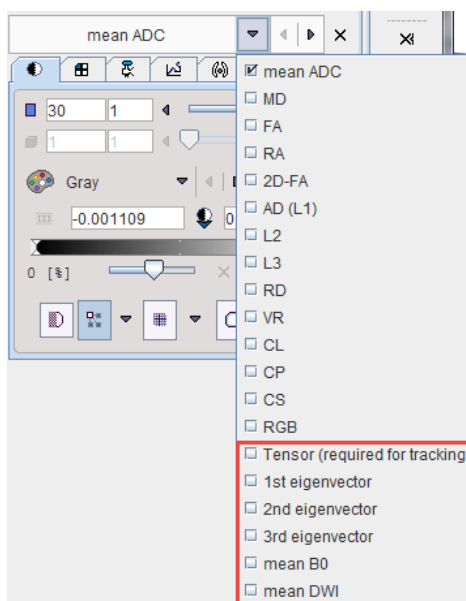 mean ADC
mean ADC
MD
FA
30 1
RA
1 1
2D-FA
Gray
AD (L1)
-0.001109 0
L2
L3
0 [%]
RD
VR
CL
CP
CS
RGB
Tensor (required for tracking
1st eigenvector
2nd eigenvector
3rd eigenvector
mean B0
mean DWI